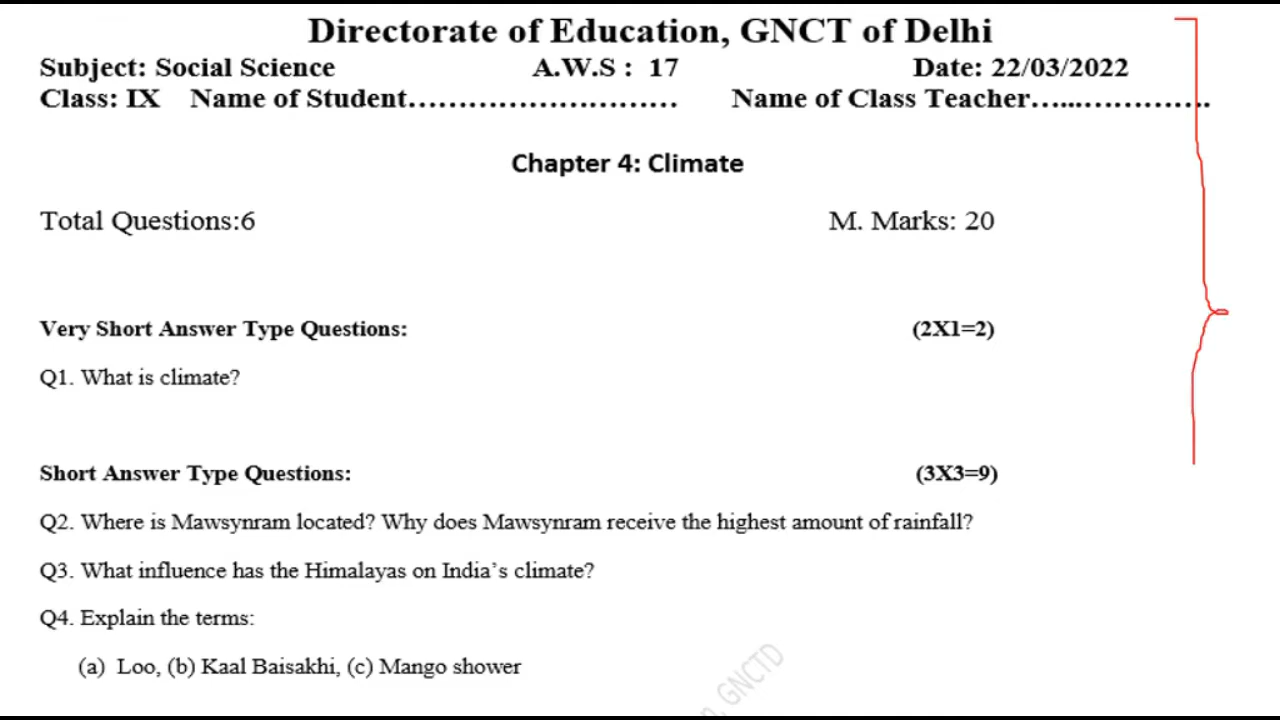 Directorate of Education, GNCT of Delhi
Subject: Social Science A.W.S : 17 Date: 22/03/2022
Class: IX Name of Student........................... Name of Class Teacher..................
Chapter 4: Climate
Total Questions:6 M. Marks: 20
Very Short Answer Type Questions: (2X1=2)
Q1. What is climate?
Short Answer Type Questions: (3X3=9)
Q2. Where is Mawsynram located? Why does Mawsynram receive the highest amount of rainfall?
Q3. What influence has the Himalayas on India’s climate?
Q4. Explain the terms:
(a) Loo, (b) Kaal Baisakhi, (c) Mango shower
GNCTD